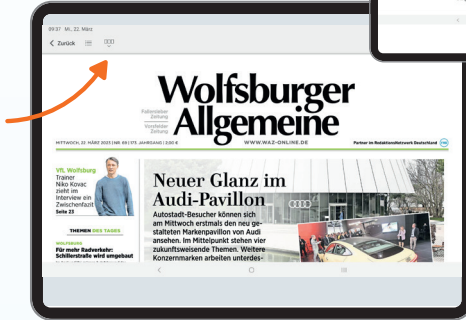 09:37 Mi., 22. März
Zurück
Wolfsburger
Allgemeine
Fallersleber
Zeitung
Vorsfelder
Zeitung
MITTWOCH, 22. MÄRZ 2023 | NR. 69 | 173. JAHRGANG | 2,00 €
WWW.WAZ-ONLINE.DE
Partner im RedaktionsNetzwerk Deutschland
VfL Wolfsburg
Trainer
Niko Kovac
zieht im
Interview ein
Zwischenfazit
Seite 23
THEMEN DES TAGES
WOLFSBURG
Für mehr Radverkehr:
Schillerstraße wird umgebaut
Neuer Glanz im
Audi-Pavillon
Autostadt-Besucher können sich
am Mittwoch erstmals den neu ge-
stalteten Markenpavillon von Audi
ansehen. Im Mittelpunkt stehen vier
zukunftsweisende Themen. Weitere
Konzernmarken arbeiten unterdes-